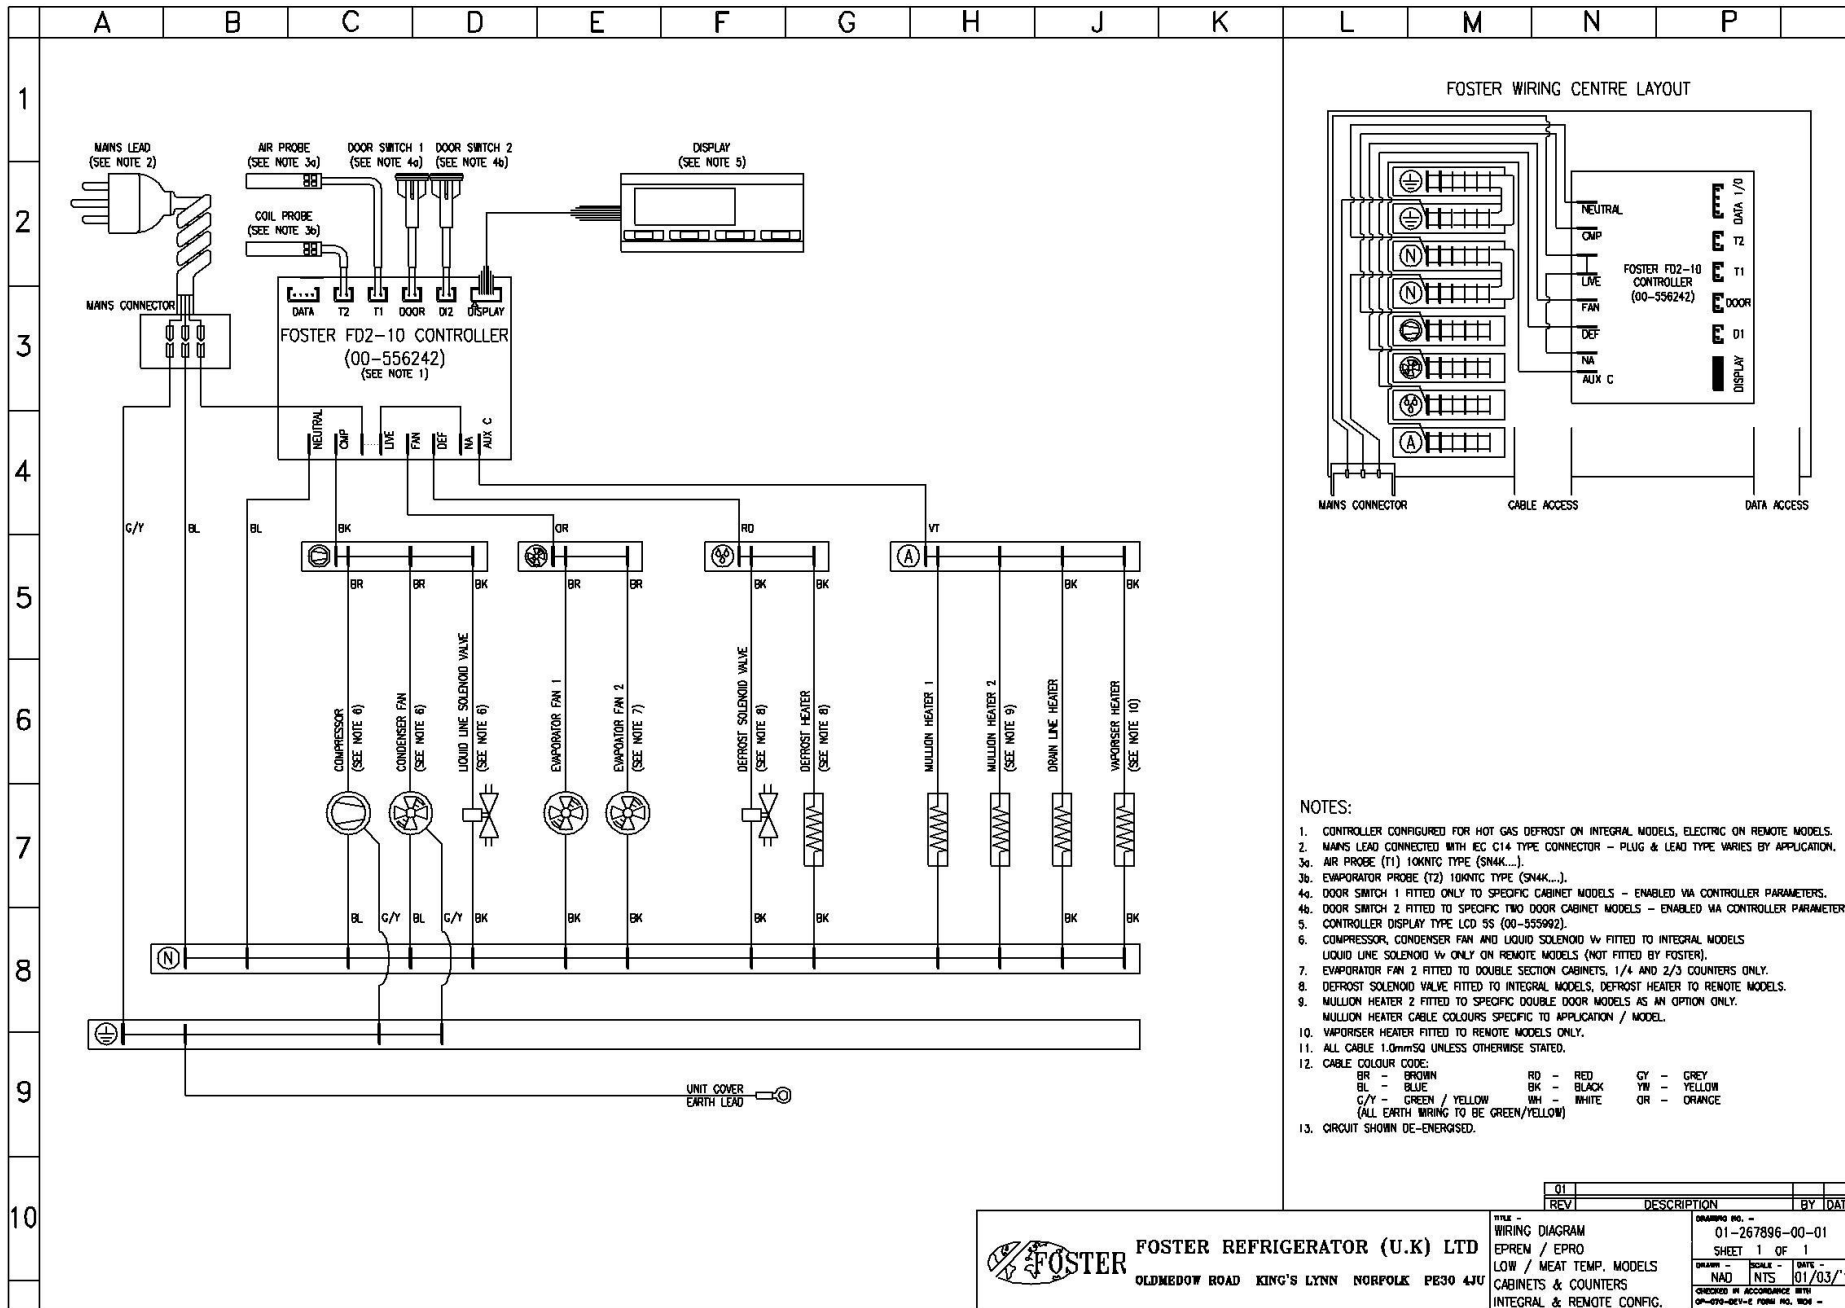 A B C D E F G H J K L M N P
1
2
3
4
5
6
7
8
9
10
MAINS LEAD
(SEE NOTE 2)
AIR PROBE
(SEE NOTE 3a)
DOOR SWITCH 1
(SEE NOTE 4a)
DOOR SWITCH 2
(SEE NOTE 4b)
DISPLAY
(SEE NOTE 5)
COIL PROBE
(SEE NOTE 3b)
MAINS CONNECTOR
DATA T2 T1 DOOR DI2 DISPLAY
FOSTER FD2-10 CONTROLLER
(00-556242)
(SEE NOTE 1)
NEUTRAL CMP LIVE FAN DEF NA AUX C
G/Y BL BL BK OR RD VT
A
BR BR BK BR BR BK BK BK BK
COMPRESSOR
(SEE NOTE 6)
CONDENSER FAN
(SEE NOTE 6)
LIQUID LINE SOLENOID VALVE
(SEE NOTE 6)
EVAPORATOR FAN 1
EVAPOATOR FAN 2
(SEE NOTE 7)
DEFROST SOLENOID VALVE
(SEE NOTE 8)
DEFROST HEATER
(SEE NOTE 8)
MULLION HEATER 1
MULLION HEATER 2
(SEE NOTE 9)
DRAIN LINE HEATER
VAPORISER HEATER
(SEE NOTE 10)
BL G/Y BL G/Y BK BK BK BK BK BK BK
N
UNIT COVER
EARTH LEAD
FOSTER WIRING CENTRE LAYOUT
N
N
A
NEUTRAL
CMP
LIVE
FAN
DEF
NA
AUX C
FOSTER FD2-10
CONTROLLER
(00-556242)
DATA I/O
T2
T1
DOOR
D1
DISPLAY
MAINS CONNECTOR
CABLE ACCESS
DATA ACCESS
NOTES:
1. CONTROLLER CONFIGURED FOR HOT GAS DEFROST ON INTEGRAL MODELS, ELECTRIC ON REMOTE MODELS.
2. MAINS LEAD CONNECTED WITH IEC C14 TYPE CONNECTOR - PLUG & LEAD TYPE VARIES BY APPLICATION.
3a. AIR PROBE (T1) 10KNTC TYPE (SN4K....).
3b. EVAPORATOR PROBE (T2) 10KNTC TYPE (SN4K....).
4a. DOOR SWITCH 1 FITTED ONLY TO SPECIFIC CABINET MODELS - ENABLED VIA CONTROLLER PARAMETERS.
4b. DOOR SWITCH 2 FITTED TO SPECIFIC TWO DOOR CABINET MODELS - ENABLED VIA CONTROLLER PARAMETER
5. CONTROLLER DISPLAY TYPE LCD 5S (00-555992).
6. COMPRESSOR, CONDENSER FAN AND LIQUID SOLENOID Vv FITTED TO INTEGRAL MODELS
LIQUID LINE SOLENOID Vv ONLY ON REMOTE MODELS (NOT FITTED BY FOSTER).
7. EVAPORATOR FAN 2 FITTED TO DOUBLE SECTION CABINETS, 1/4 AND 2/3 COUNTERS ONLY.
8. DEFROST SOLENOID VALVE FITTED TO INTEGRAL MODELS, DEFROST HEATER TO REMOTE MODELS.
9. MULLION HEATER 2 FITTED TO SPECIFIC DOUBLE DOOR MODELS AS AN OPTION ONLY.
MULLION HEATER CABLE COLOURS SPECIFIC TO APPLICATION / MODEL.
10. VAPORISER HEATER FITTED TO REMOTE MODELS ONLY.
11. ALL CABLE 1.0mmSQ UNLESS OTHERWISE STATED.
12. CABLE COLOUR CODE:
BR - BROWN RD - RED GY - GREY
BL - BLUE BK - BLACK YW - YELLOW
G/Y - GREEN / YELLOW WH - WHITE OR - ORANGE
(ALL EARTH WIRING TO BE GREEN/YELLOW)
13. CIRCUIT SHOWN DE-ENERGISED.
01
REV DESCRIPTION BY DAT
FOSTER
FOSTER REFRIGERATOR (U.K) LTD
OLDMEDOW ROAD KING'S LYNN NORFOLK PE30 4JU
TITLE -
WIRING DIAGRAM
EPREM / EPRO
LOW / MEAT TEMP. MODELS
CABINETS & COUNTERS
INTEGRAL & REMOTE CONFIG.
DRAWING NO. -
01-267896-00-01
SHEET 1 OF 1
DRAWN - SCALE - DATE -
NAD NTS 01/03/
CHECKED IN ACCORDANCE WITH